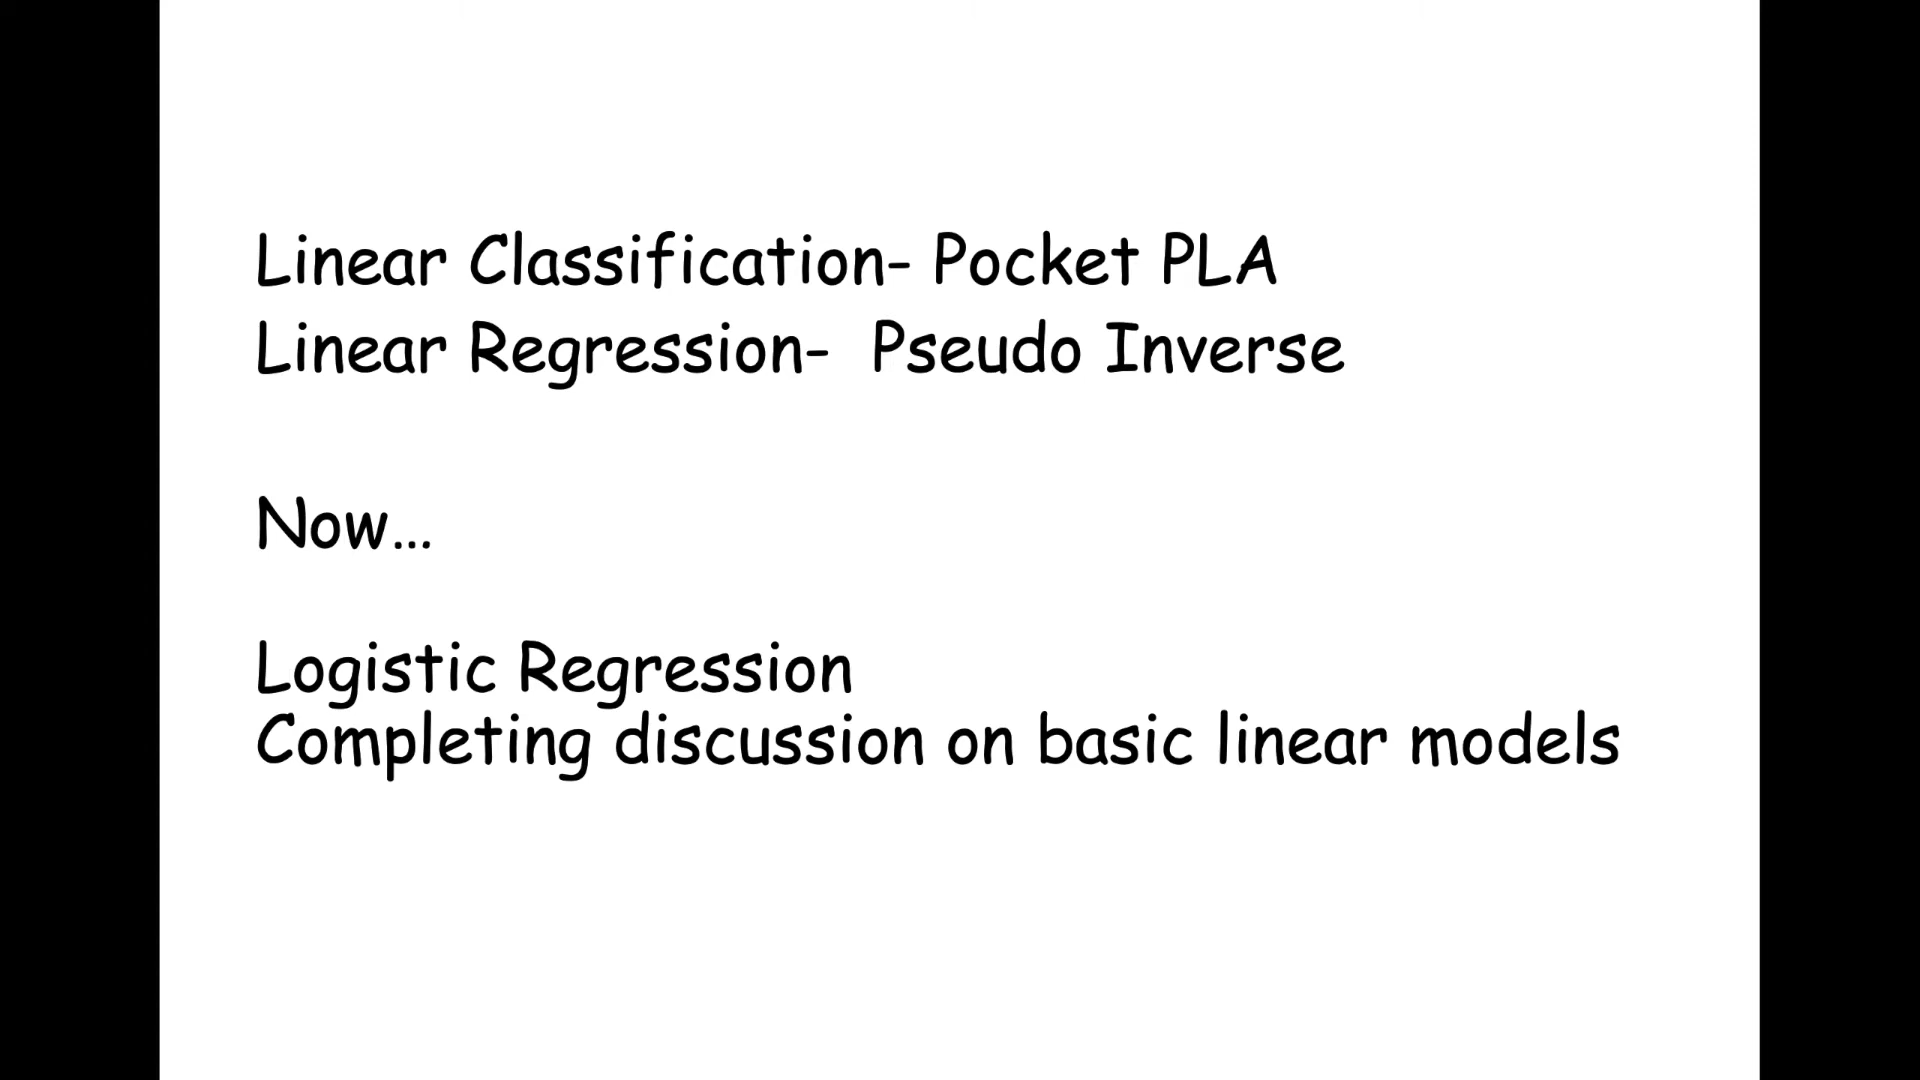 Linear Classification- Pocket PLA
Linear Regression-  Pseudo Inverse
Now...
Logistic Regression
Completing discussion on basic linear models